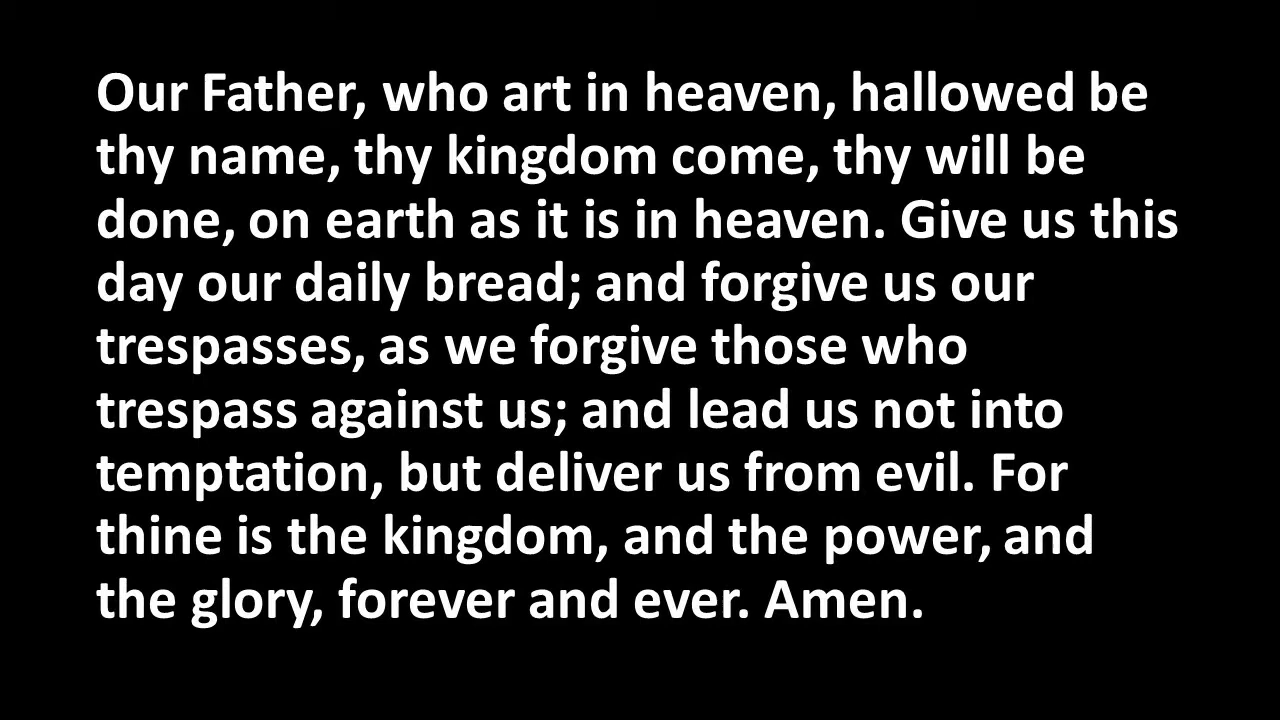 Our Father, who art in heaven, hallowed be
thy name, thy kingdom come, thy will be
done, on earth as it is in heaven. Give us this
day our daily bread; and forgive us our
trespasses, as we forgive those who
trespass against us; and lead us not into
temptation, but deliver us from evil. For
thine is the kingdom, and the power, and
the glory, forever and ever. Amen.